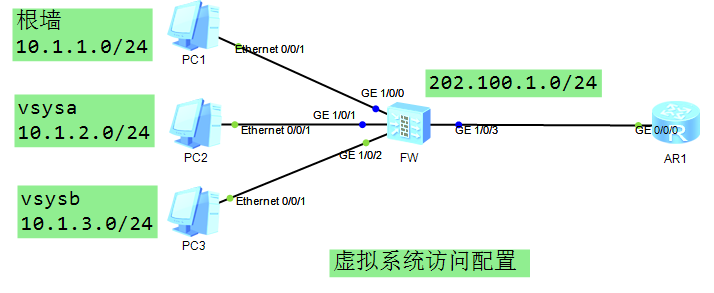 根墙
10.1.1.0/24
PC1
Ethernet 0/0/1
GE 1/0/0
202.100.1.0/24
vsysa
10.1.2.0/24
PC2
Ethernet 0/0/1
GE 1/0/1
GE 1/0/2
FW
GE 1/0/3
GE 0/0/0
R
AR1
vsysb
10.1.3.0/24
PC3
Ethernet 0/0/1
虚拟系统访问配置